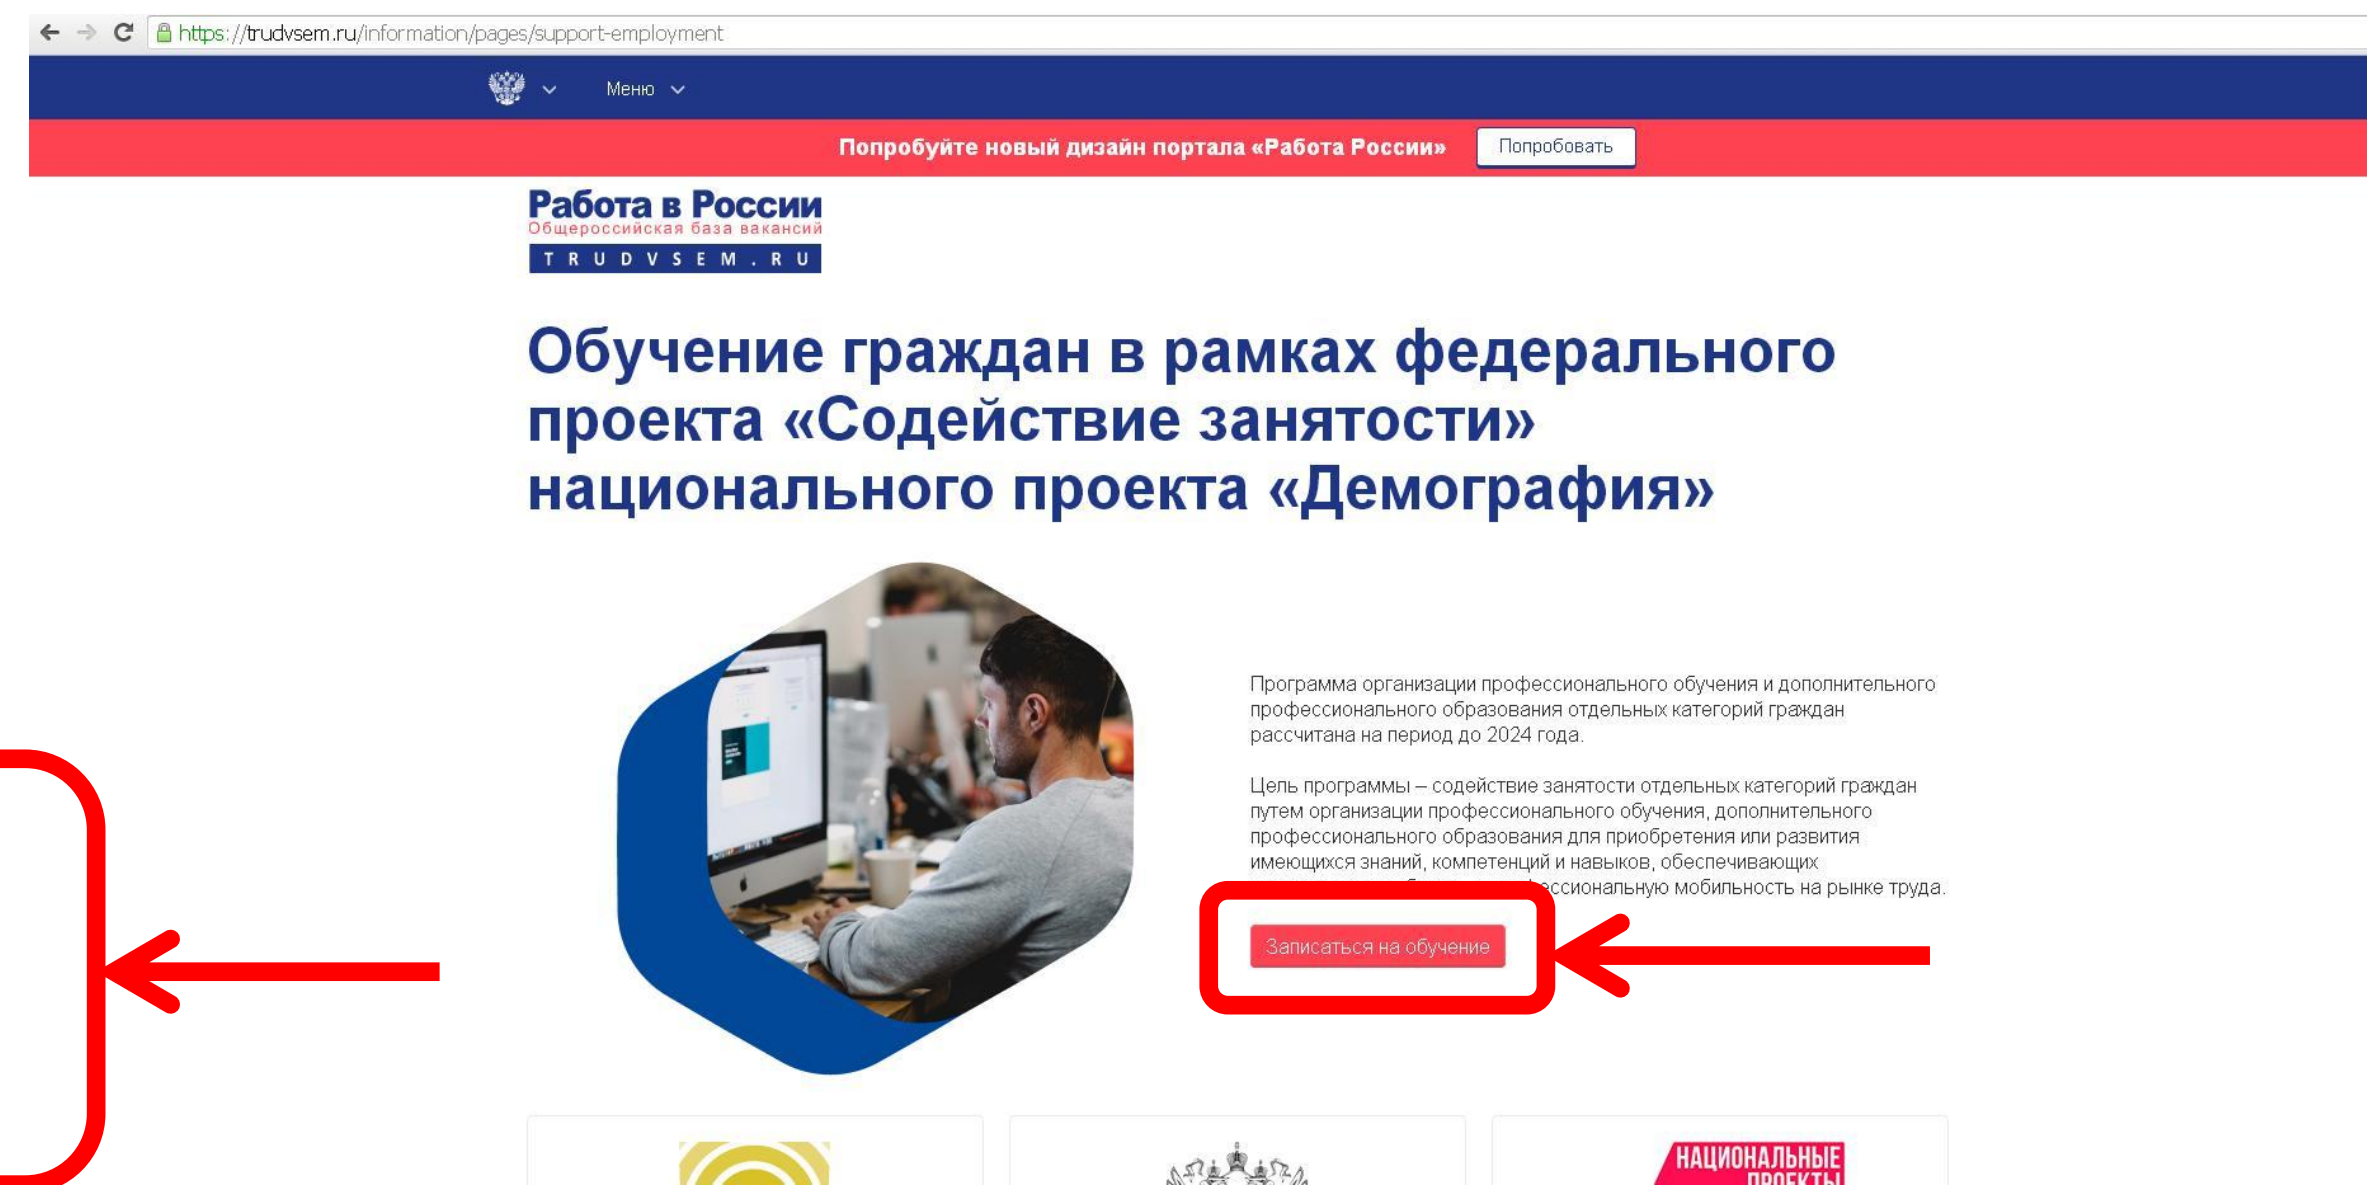 https://trudvsem.ru/information/pages/support-employment
Меню
Попробуйте новый дизайн портала «Работа России»
Попробовать
Работа в России
Общероссийская база вакансий
TRUDVSEM.RU
Обучение граждан в рамках федерального
проекта «Содействие занятости»
национального проекта «Демография»
Программа организации профессионального обучения и дополнительного
профессионального образования отдельных категорий граждан
рассчитана на период до 2024 года.
Цель программы – содействие занятости отдельных категорий граждан
путем организации профессионального обучения, дополнительного
профессионального образования для приобретения или развития
имеющихся знаний, компетенций и навыков, обеспечивающих
мобильность на рынке труда.
Записаться на обучение
НАЦИОНАЛЬНЫЕ
ПРОЕКТЫ